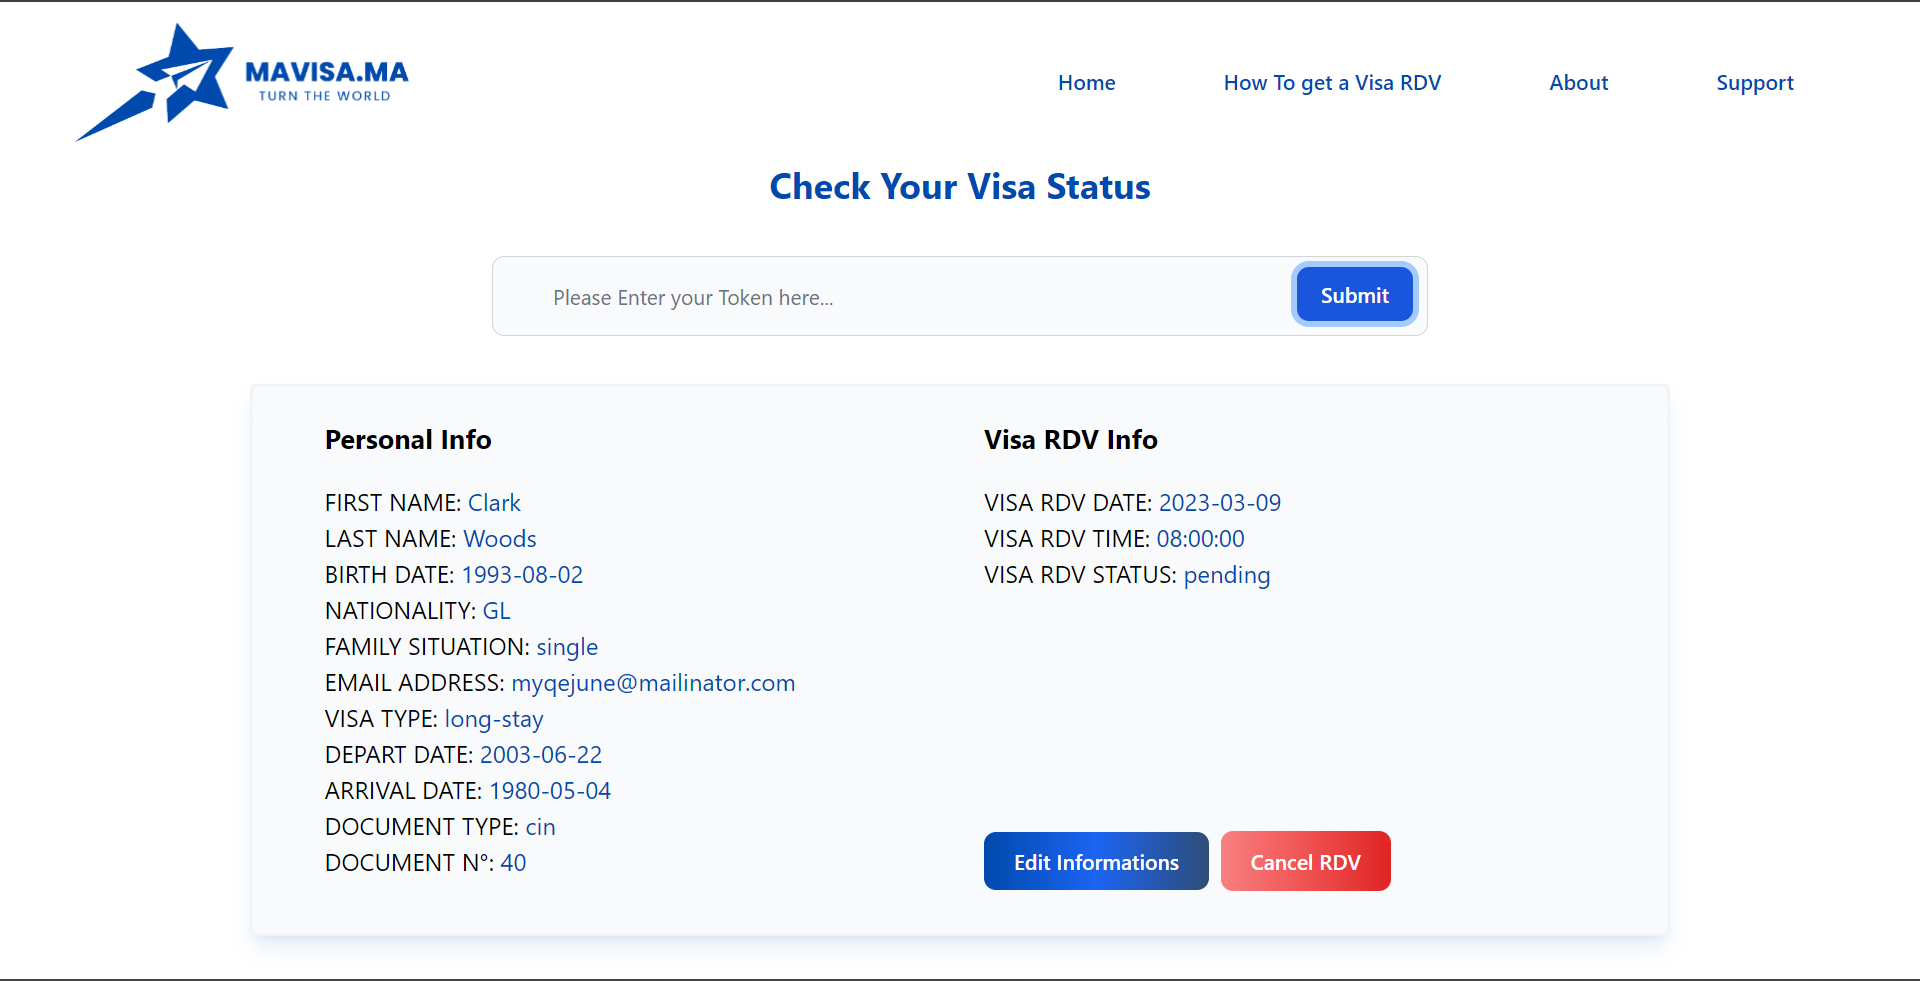 MAVISA.MA
TURN THE WORLD
Home
How To get a Visa RDV
About
Support
Check Your Visa Status
Please Enter your Token here...
Submit
Personal Info
FIRST NAME: Clark
LAST NAME: Woods
BIRTH DATE: 1993-08-02
NATIONALITY: GL
FAMILY SITUATION: single
EMAIL ADDRESS: myqejune@mailinator.com
VISA TYPE: long-stay
DEPART DATE: 2003-06-22
ARRIVAL DATE: 1980-05-04
DOCUMENT TYPE: cin
DOCUMENT N°: 40
Visa RDV Info
VISA RDV DATE: 2023-03-09
VISA RDV TIME: 08:00:00
VISA RDV STATUS: pending
Edit Informations
Cancel RDV